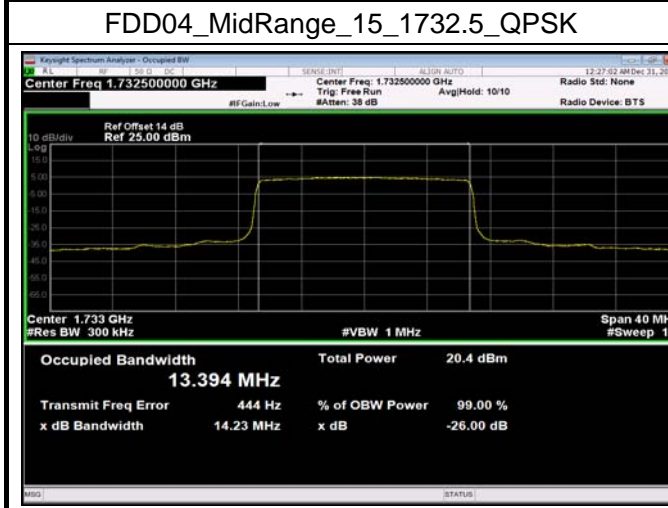 FDD04_MidRange_15_1732.5_QPSK
Keysight Spectrum Analyzer - Occupied BW
RL RF 50 Ω DC SENSE:INT ALIGN AUTO 12:27:02 AM Dec 31, 20
Center Freq 1.732500000 GHz Center Freq: 1.732500000 GHz Radio Std: None
Trig: Free Run Avg|Hold: 10/10
#IFGain:Low #Atten: 38 dB Radio Device: BTS
Ref Offset 14 dB
10 dB/div Ref 25.00 dBm
Log
15.0
5.00
-5.00
-15.0
-25.0
-35.0
-45.0
-55.0
-65.0
Center 1.733 GHz Span 40 MH
#Res BW 300 kHz #VBW 1 MHz #Sweep 1
Occupied Bandwidth Total Power 20.4 dBm
13.394 MHz
Transmit Freq Error 444 Hz % of OBW Power 99.00 %
x dB Bandwidth 14.23 MHz x dB -26.00 dB
MSG STATUS